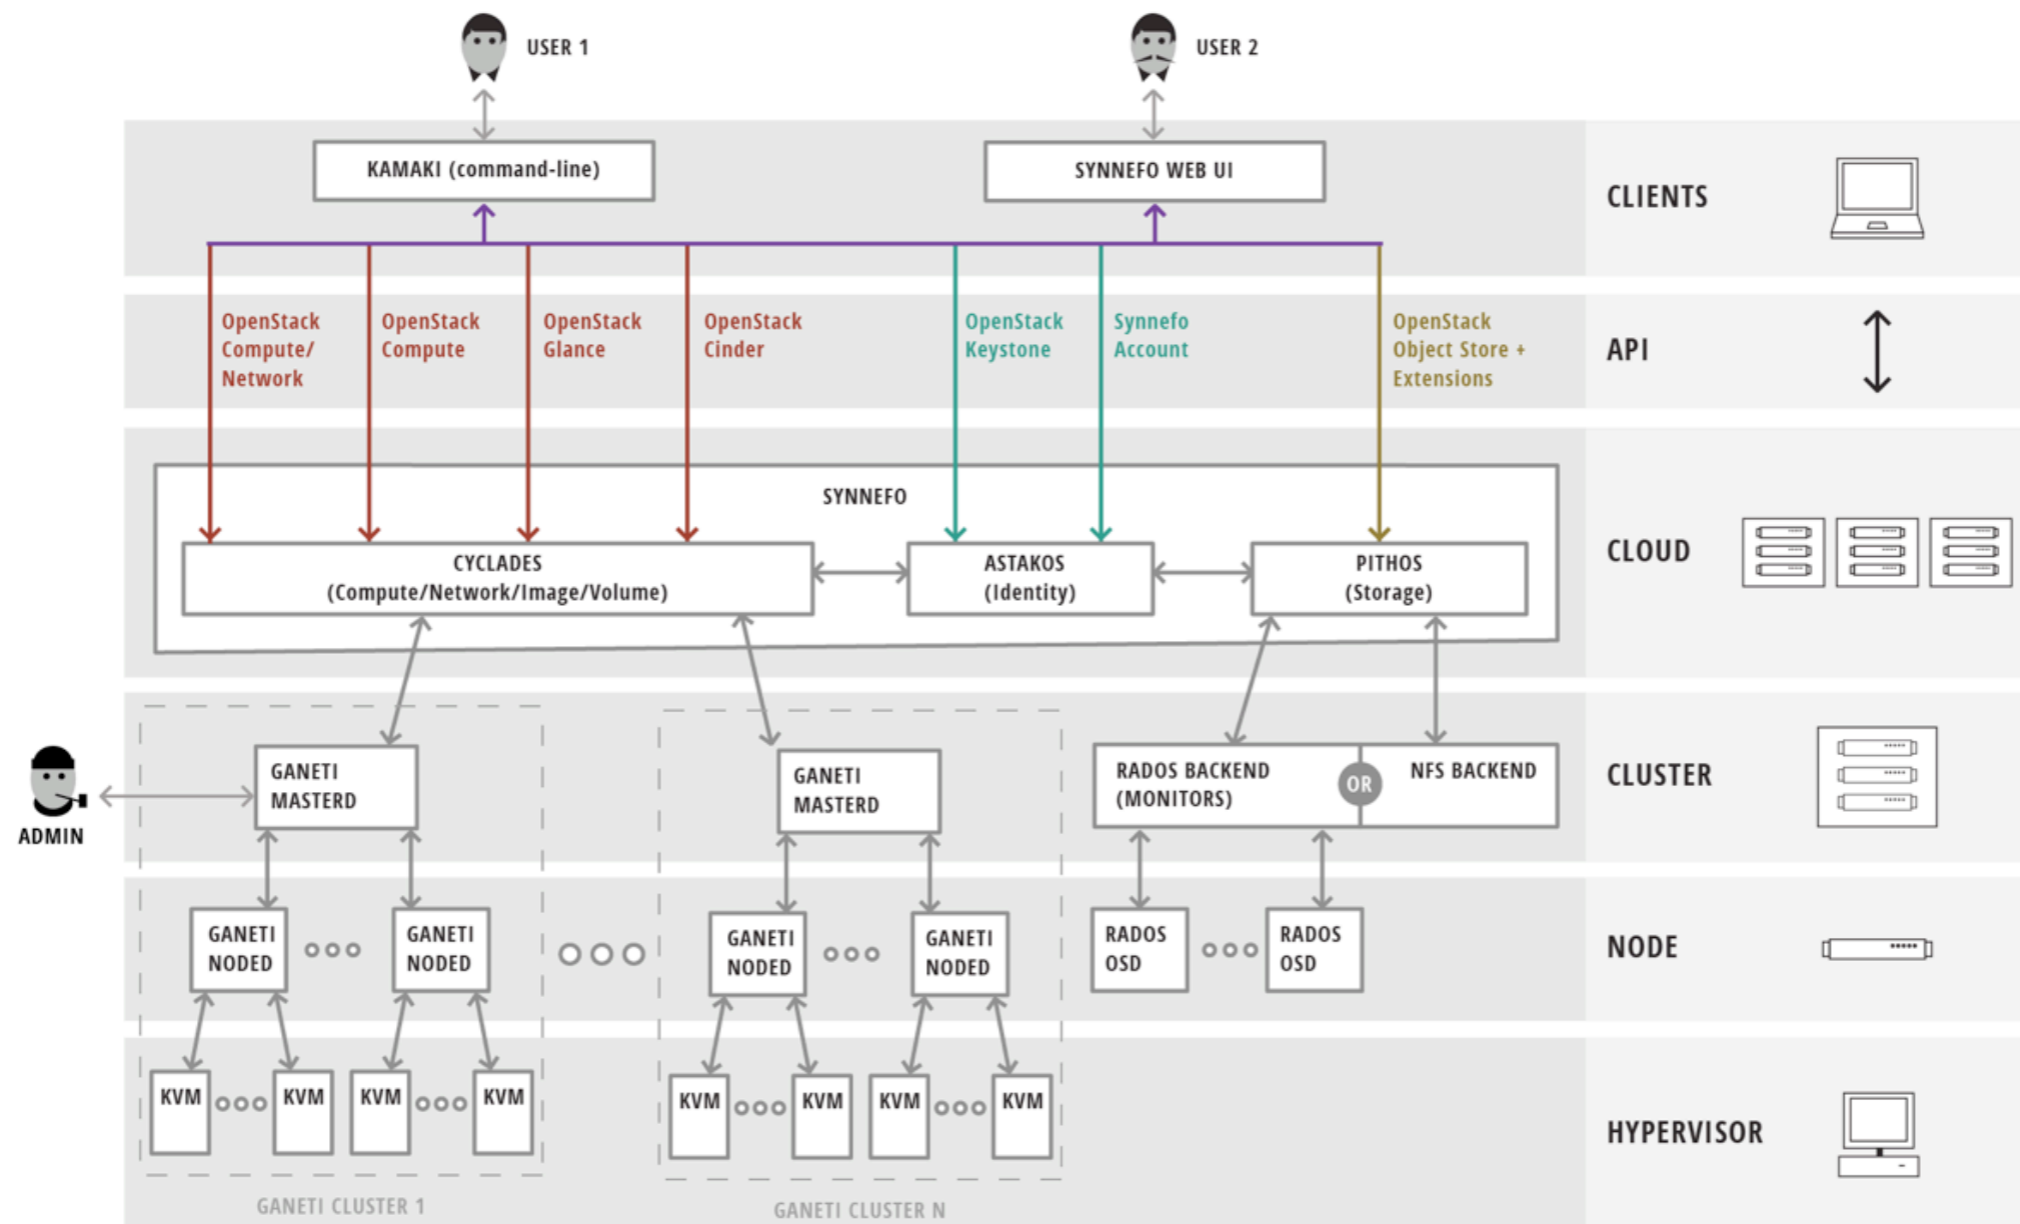 USER 1
USER 2
KAMAKI (command-line)
SYNNEFO WEB UI
CLIENTS
OpenStack
Compute/
Network
OpenStack
Compute
OpenStack
Glance
OpenStack
Cinder
OpenStack
Keystone
Synnefo
Account
OpenStack
Object Store +
Extensions
API
SYNNEFO
CYCLADES
(Compute/Network/Image/Volume)
ASTAKOS
(Identity)
PITHOS
(Storage)
CLOUD
ADMIN
GANETI
MASTERD
GANETI
MASTERD
RADOS BACKEND
(MONITORS)
OR
NFS BACKEND
CLUSTER
GANETI
NODED
GANETI
NODED
GANETI
NODED
GANETI
NODED
RADOS
OSD
RADOS
OSD
NODE
KVM
KVM
KVM
KVM
KVM
KVM
KVM
KVM
HYPERVISOR
GANETI CLUSTER 1
GANETI CLUSTER N